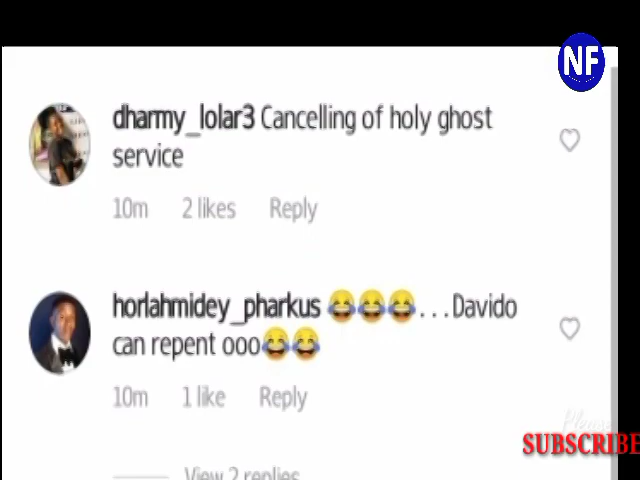 NF
dharmy_lolar3 Cancelling of holy ghost
service
10m 2 likes Reply
horlahmidey_pharkus 😂😂😂...Davido
can repent ooo😂😂
10m 1 like Reply
Please
SUBSCRIBE
View 2 replies